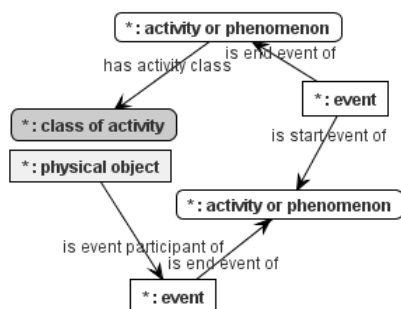 *: activity or phenomenon
is end event of
has activity class
*: event
*: class of activity
is start event of
*: physical object
*: activity or phenomenon
is event participant of
is end event of
*: event